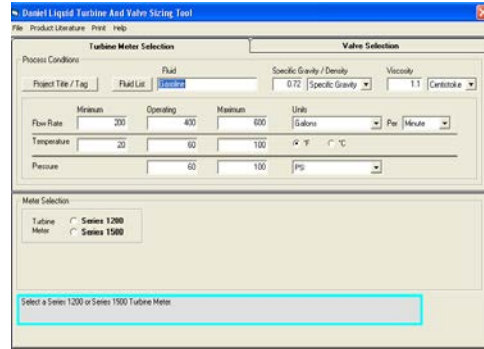 Daniel Liquid Turbine And Valve Sizing Tool
File Product Literature Print Help
Turbine Meter Selection Valve Selection
Process Conditions
Fluid Specific Gravity / Density Viscosity
Project Title / Tag Fluid List Gasoline 0.72 Specific Gravity 1.1 Centistoke
Minimum Operating Maximum Units
Flow Rate 200 400 600 Gallons Per Minute
Temperature 20 60 100 °F °C
Pressure 60 100 PSI
Meter Selection
Turbine Series 1200
Meter Series 1500
Select a Series 1200 or Series 1500 Turbine Meter